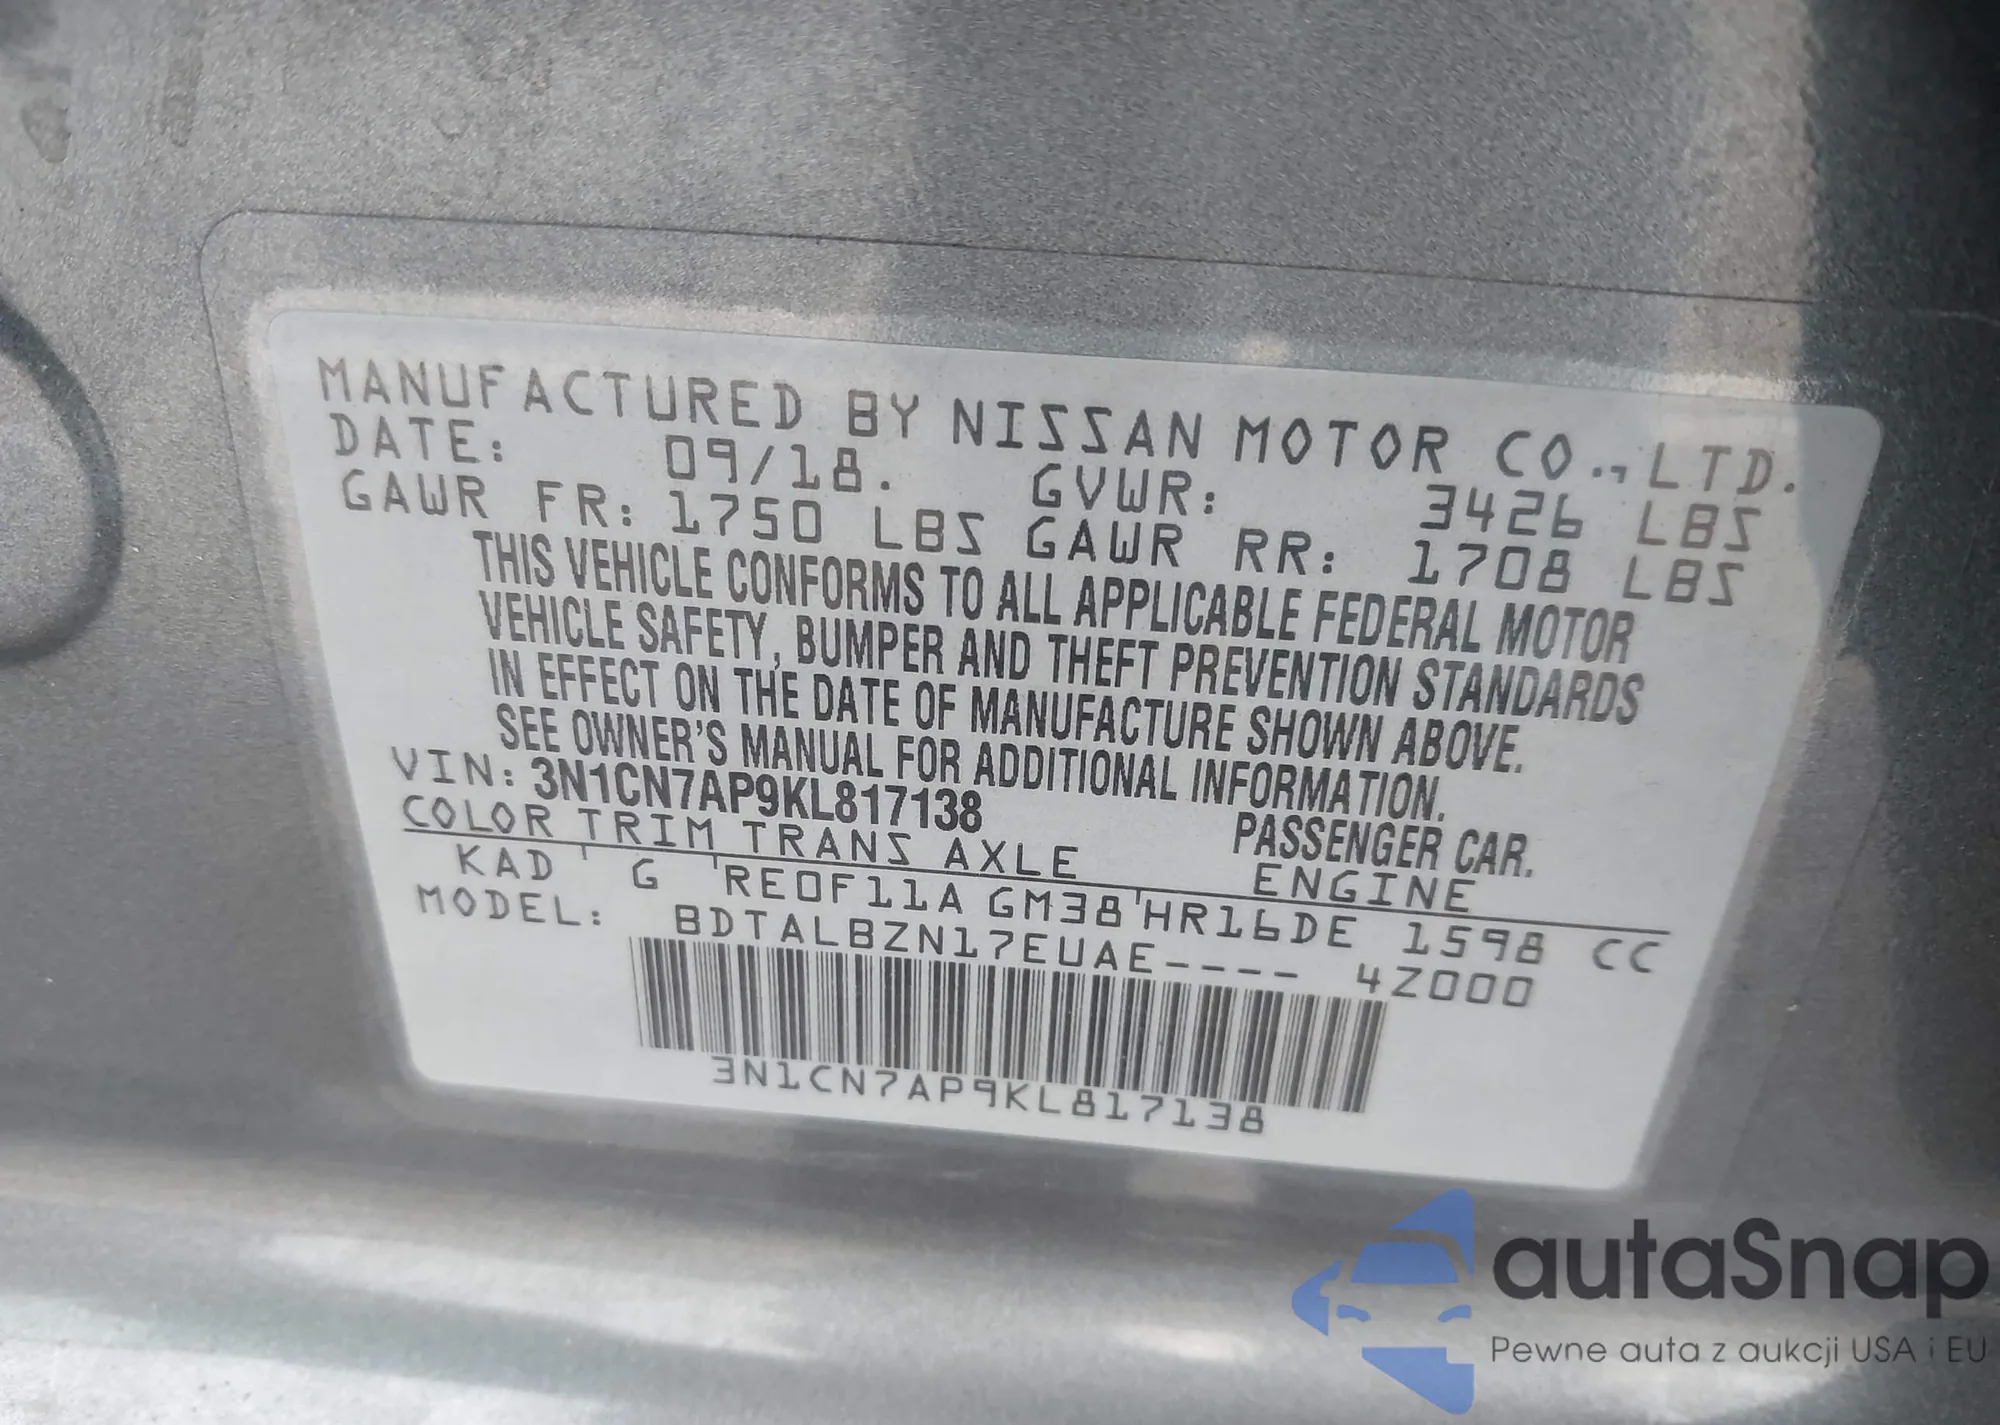 MANUFACTURED BY NISSAN MOTOR CO., LTD.
DATE: 09/18. GVWR: 3426 LBS
GAWR FR: 1750 LBS GAWR RR: 1708 LBS
THIS VEHICLE CONFORMS TO ALL APPLICABLE FEDERAL MOTOR
VEHICLE SAFETY, BUMPER AND THEFT PREVENTION STANDARDS
IN EFFECT ON THE DATE OF MANUFACTURE SHOWN ABOVE.
SEE OWNER'S MANUAL FOR ADDITIONAL INFORMATION.
VIN: 3N1CN7AP9KL817138 PASSENGER CAR.
COLOR TRIM TRANS AXLE ENGINE
KAD G RE0F11A GM38 HR16DE 1598 CC
MODEL: BDTALBZN17EUAE---- 4Z000
3N1CN7AP9KL817138
autaSnap
Pewne auta z aukcji USA i EU